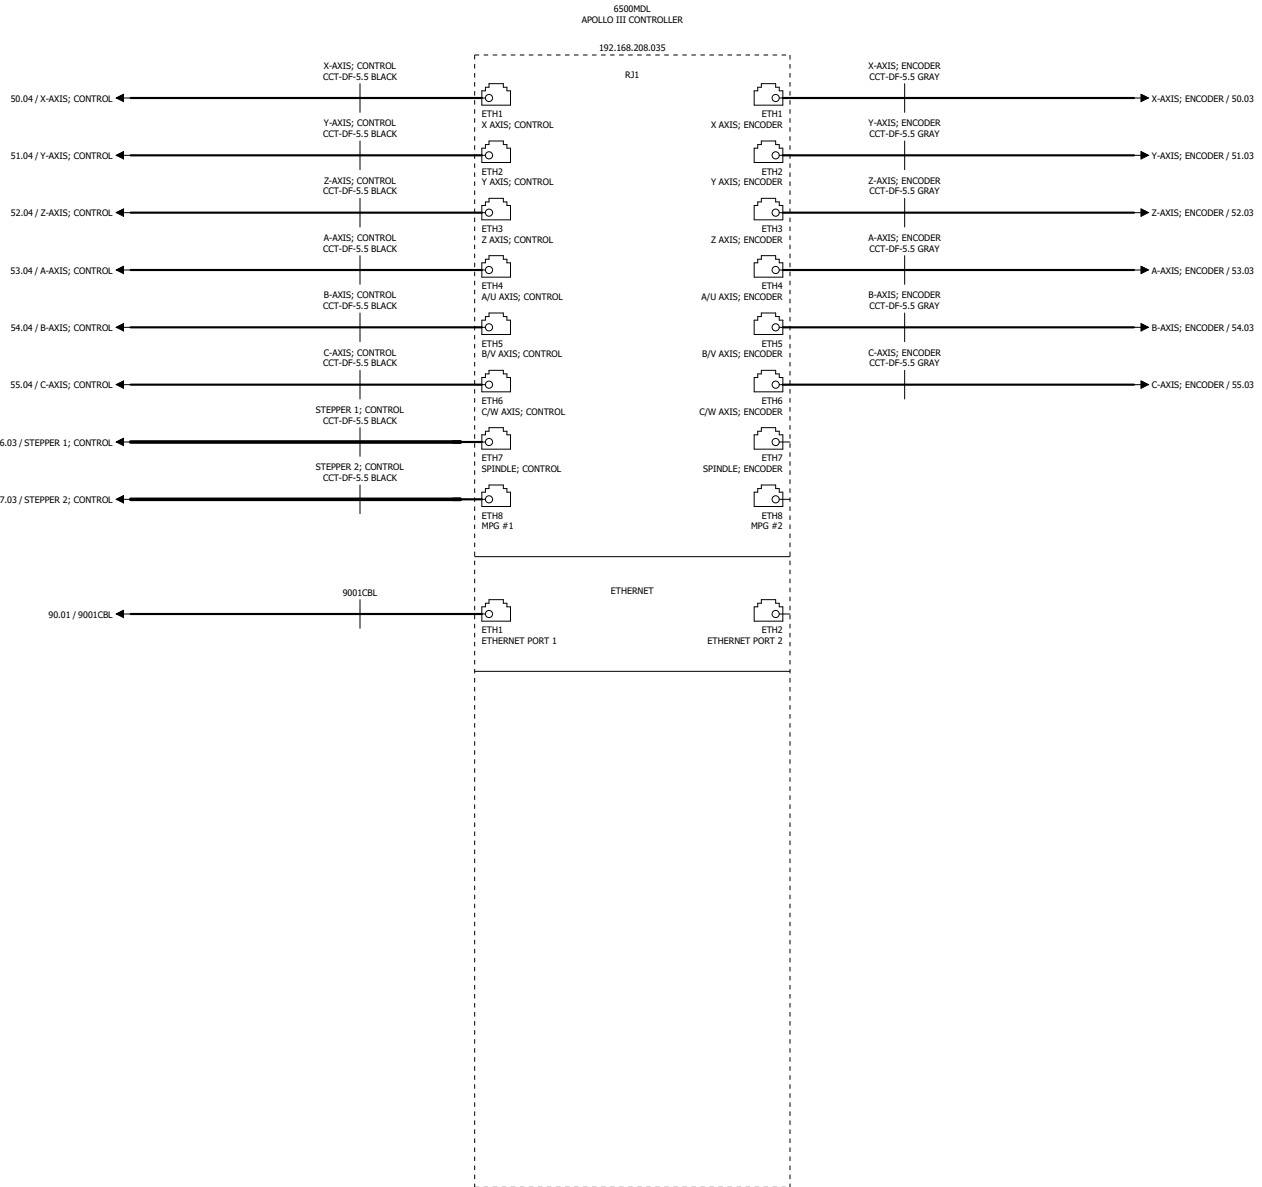 6500MDL
APOLLO III CONTROLLER
192.168.208.035
RJ1
X-AXIS; CONTROL
CCT-DF-5.5 BLACK
50.04 / X-AXIS; CONTROL
ETH1
X AXIS; CONTROL
X-AXIS; ENCODER
CCT-DF-5.5 GRAY
ETH1
X AXIS; ENCODER
X-AXIS; ENCODER / 50.03
Y-AXIS; CONTROL
CCT-DF-5.5 BLACK
51.04 / Y-AXIS; CONTROL
ETH2
Y AXIS; CONTROL
Y-AXIS; ENCODER
CCT-DF-5.5 GRAY
ETH2
Y AXIS; ENCODER
Y-AXIS; ENCODER / 51.03
Z-AXIS; CONTROL
CCT-DF-5.5 BLACK
52.04 / Z-AXIS; CONTROL
ETH3
Z AXIS; CONTROL
Z-AXIS; ENCODER
CCT-DF-5.5 GRAY
ETH3
Z AXIS; ENCODER
Z-AXIS; ENCODER / 52.03
A-AXIS; CONTROL
CCT-DF-5.5 BLACK
53.04 / A-AXIS; CONTROL
ETH4
A/U AXIS; CONTROL
A-AXIS; ENCODER
CCT-DF-5.5 GRAY
ETH4
A/U AXIS; ENCODER
A-AXIS; ENCODER / 53.03
B-AXIS; CONTROL
CCT-DF-5.5 BLACK
54.04 / B-AXIS; CONTROL
ETH5
B/V AXIS; CONTROL
B-AXIS; ENCODER
CCT-DF-5.5 GRAY
ETH5
B/V AXIS; ENCODER
B-AXIS; ENCODER / 54.03
C-AXIS; CONTROL
CCT-DF-5.5 BLACK
55.04 / C-AXIS; CONTROL
ETH6
C/W AXIS; CONTROL
C-AXIS; ENCODER
CCT-DF-5.5 GRAY
ETH6
C/W AXIS; ENCODER
C-AXIS; ENCODER / 55.03
STEPPER 1; CONTROL
CCT-DF-5.5 BLACK
6.03 / STEPPER 1; CONTROL
ETH7
SPINDLE; CONTROL
ETH7
SPINDLE; ENCODER
STEPPER 2; CONTROL
CCT-DF-5.5 BLACK
7.03 / STEPPER 2; CONTROL
ETH8
MPG #1
ETH8
MPG #2
ETHERNET
9001CBL
90.01 / 9001CBL
ETH1
ETHERNET PORT 1
ETH2
ETHERNET PORT 2